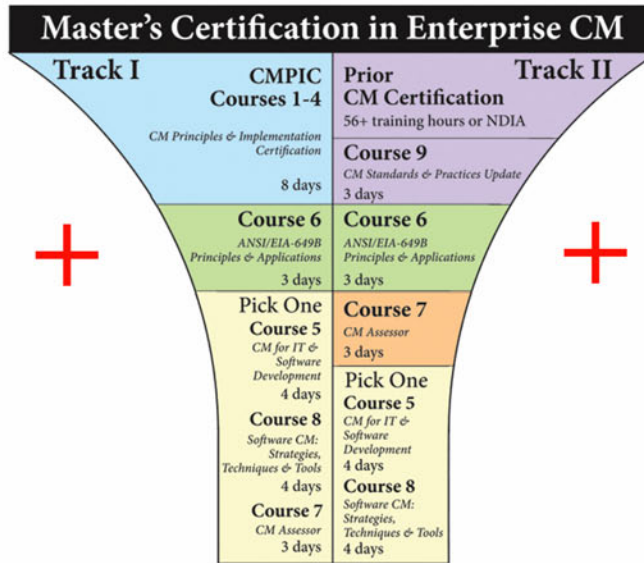 Master's Certification in Enterprise CM
Track I
CMPIC
Courses 1-4
CM Principles & Implementation
Certification
8 days
Course 6
ANSI/EIA-649B
Principles & Applications
3 days
Pick One
Course 5
CM for IT &
Software
Development
4 days
Course 8
Software CM:
Strategies,
Techniques & Tools
4 days
Course 7
CM Assessor
3 days
Track II
Prior
CM Certification
56+ training hours or NDIA
Course 9
CM Standards & Practices Update
3 days
Course 6
ANSI/EIA-649B
Principles & Applications
3 days
Course 7
CM Assessor
3 days
Pick One
Course 5
CM for IT &
Software
Development
4 days
Course 8
Software CM:
Strategies,
Techniques & Tools
4 days